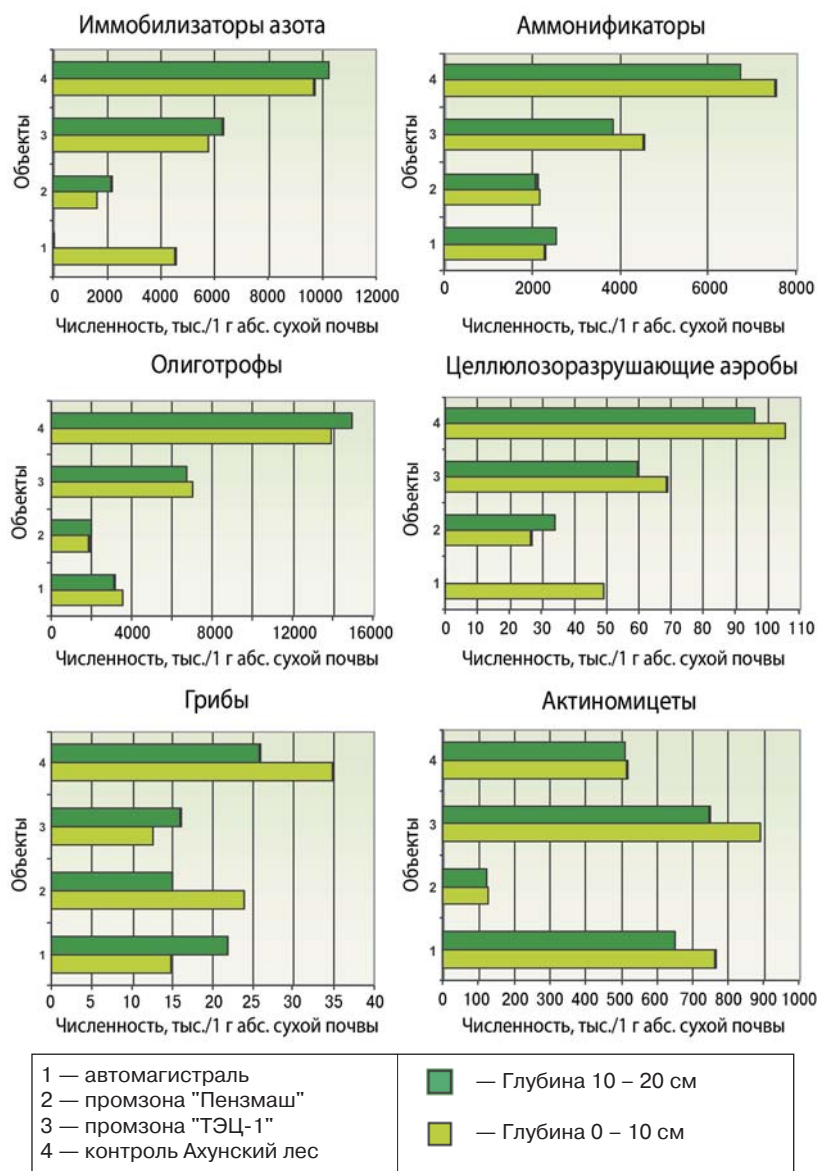 Иммобилизаторы азота
Объекты
4
3
2
1
0 2000 4000 6000 8000 10000 12000
Численность, тыс./1 г абс. сухой почвы
Аммонификаторы
Объекты
4
3
2
1
0 2000 4000 6000 8000
Численность, тыс./1 г абс. сухой почвы
Олиготрофы
Объекты
4
3
2
1
0 4000 8000 12000 16000
Численность, тыс./1 г абс. сухой почвы
Целлюлозоразрушающие аэробы
Объекты
4
3
2
1
0 10 20 30 40 50 60 70 80 90 100 110
Численность, тыс./1 г абс. сухой почвы
Грибы
Объекты
4
3
2
1
0 5 10 15 20 25 30 35 40
Численность, тыс./1 г абс. сухой почвы
Актиномицеты
Объекты
4
3
2
1
0 100 200 300 400 500 600 700 800 900 1000
Численность, тыс./1 г абс. сухой почвы
1 — автомагистраль
2 — промзона "Пензмаш"
3 — промзона "ТЭЦ-1"
4 — контроль Ахунский лес
— Глубина 10 – 20 см
— Глубина 0 – 10 см